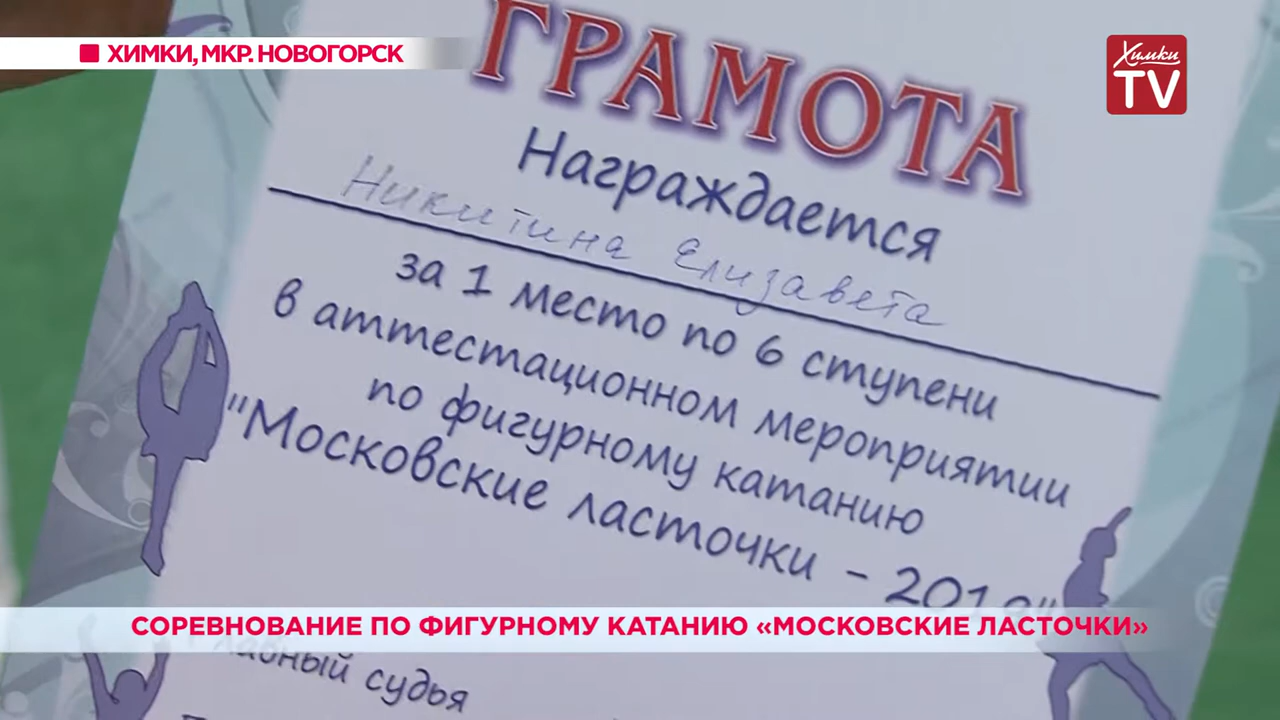 ХИМКИ, МКР. НОВОГОРСК
Химки
TV
ГРАМОТА
Награждается
Никитина Елизавета
за 1 место по 6 ступени
в аттестационном мероприятии
по фигурному катанию
"Московские ласточки -
СОРЕВНОВАНИЕ ПО ФИГУРНОМУ КАТАНИЮ «МОСКОВСКИЕ ЛАСТОЧКИ»
судья